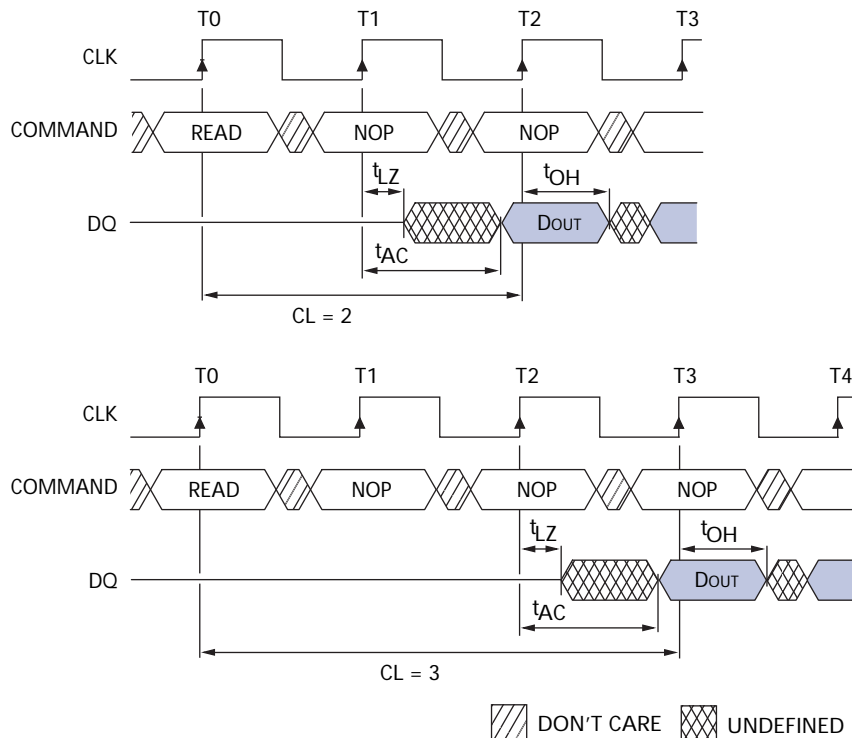 T0 T1 T2 T3
CLK
COMMAND READ NOP NOP
tLZ tOH
DQ DOUT
tAC
CL = 2
T0 T1 T2 T3 T4
CLK
COMMAND READ NOP NOP NOP
tLZ tOH
DQ DOUT
tAC
CL = 3
DON'T CARE UNDEFINED